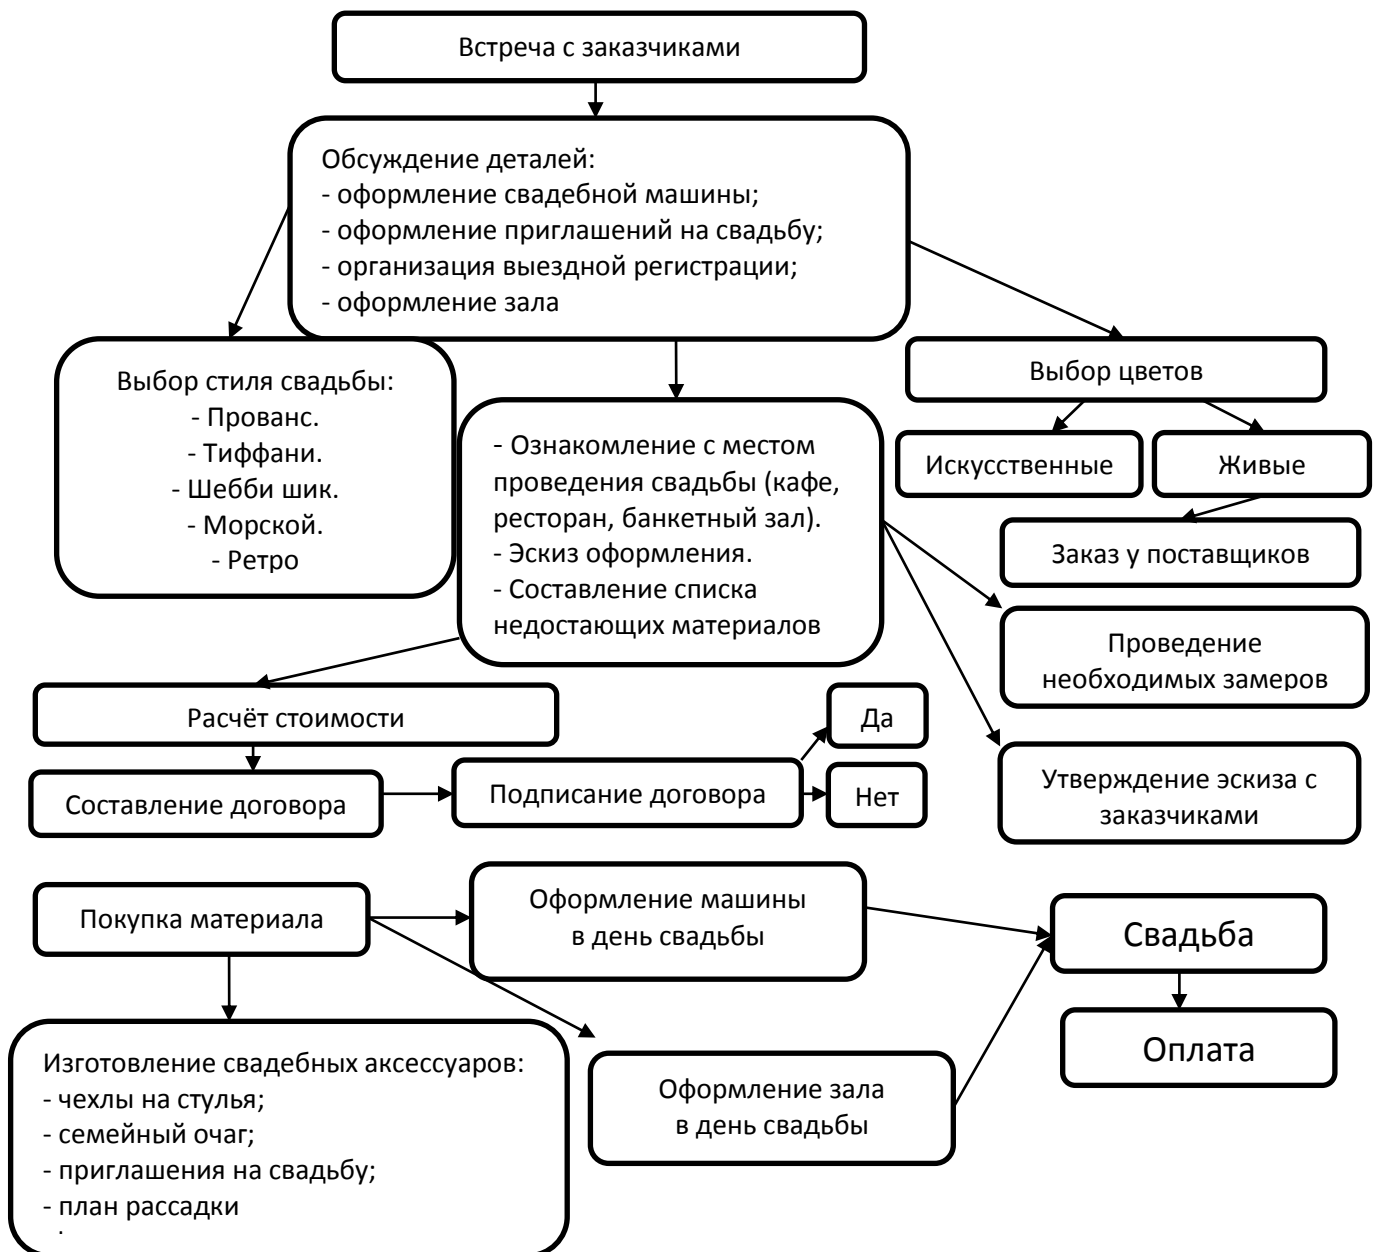 Встреча с заказчиками
Обсуждение деталей:
- оформление свадебной машины;
- оформление приглашений на свадьбу;
- организация выездной регистрации;
- оформление зала
Выбор стиля свадьбы:
- Прованс.
- Тиффани.
- Шебби шик.
- Морской.
- Ретро
- Ознакомление с местом
проведения свадьбы (кафе,
ресторан, банкетный зал).
- Эскиз оформления.
- Составление списка
недостающих материалов
Выбор цветов
Искусственные
Живые
Заказ у поставщиков
Проведение
необходимых замеров
Утверждение эскиза с
заказчиками
Расчёт стоимости
Составление договора
Подписание договора
Да
Нет
Покупка материала
Оформление машины
в день свадьбы
Свадьба
Оплата
Оформление зала
в день свадьбы
Изготовление свадебных аксессуаров:
- чехлы на стулья;
- семейный очаг;
- приглашения на свадьбу;
- план рассадки